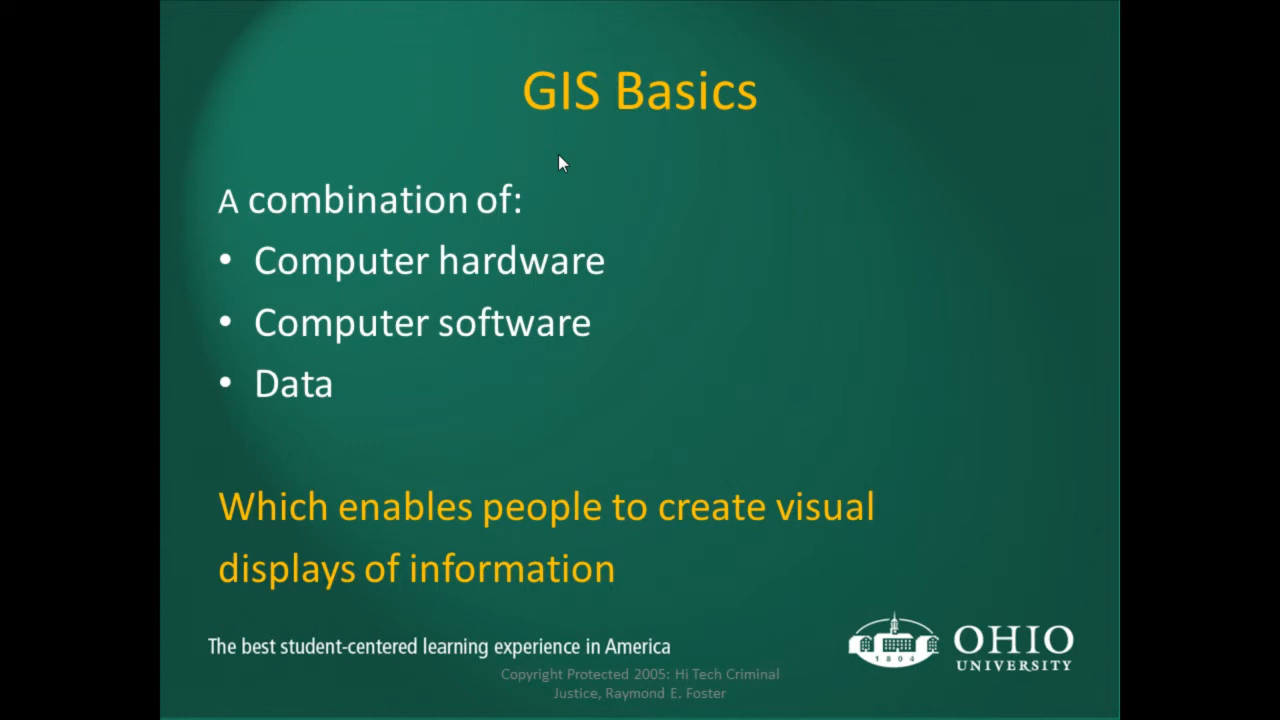 GIS Basics
A combination of:
• Computer hardware
• Computer software
• Data
Which enables people to create visual
displays of information
The best student-centered learning experience in America
1804
OHIO
UNIVERSITY
Copyright Protected 2005: Hi Tech Criminal
Justice, Raymond E. Foster